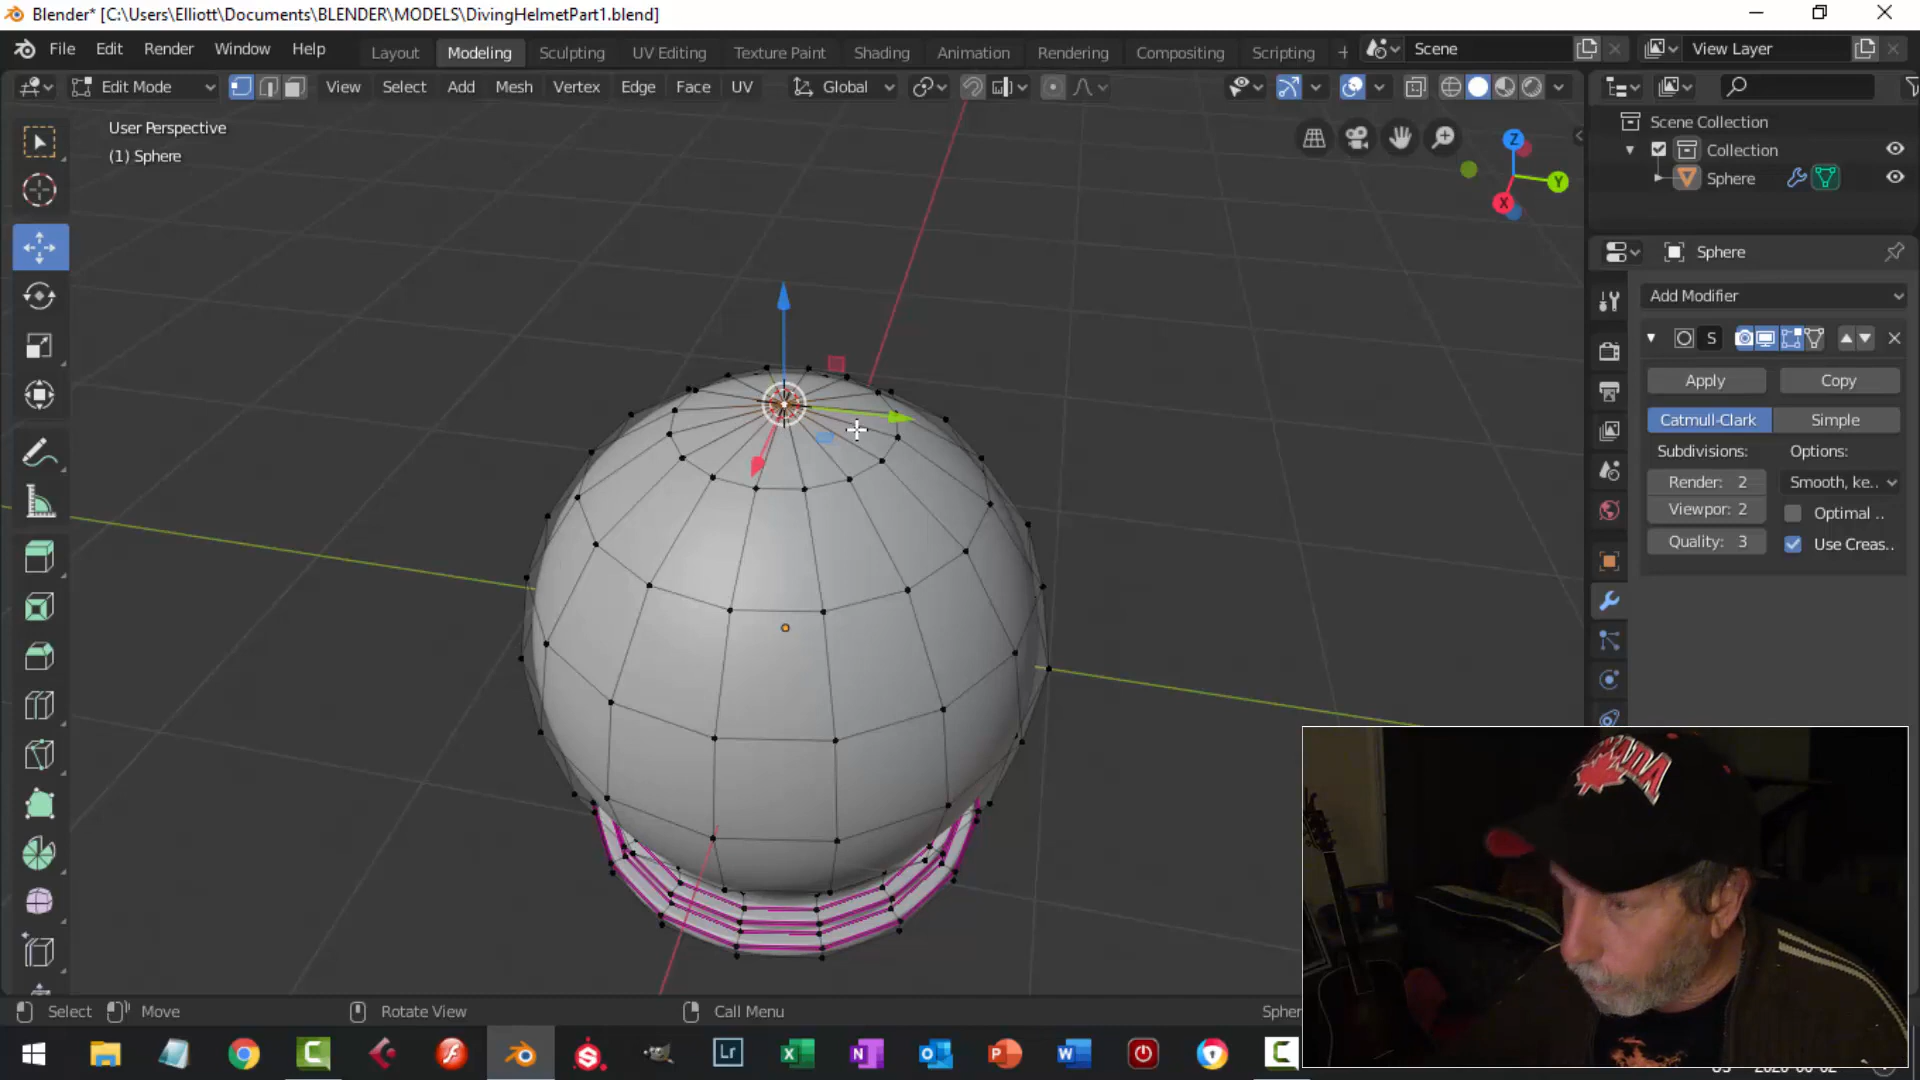 Blender* [C:\Users\Elliott\Documents\BLENDER\MODELS\DivingHelmetPart1.blend]
File Edit Render Window Help Layout Modeling Sculpting UV Editing Texture Paint Shading Animation Rendering Compositing Scripting + Scene View Layer
Edit Mode View Select Add Mesh Vertex Edge Face UV Global
User Perspective
(1) Sphere
Z
Y
X
Scene Collection
Collection
Sphere
Sphere
Add Modifier
S
Apply Copy
Catmull-Clark Simple
Subdivisions: Options:
Render: 2 Smooth, ke..
Viewpor: 2 Optimal ..
Quality: 3 Use Creas..
Select Move Rotate View Call Menu Spher
Lr